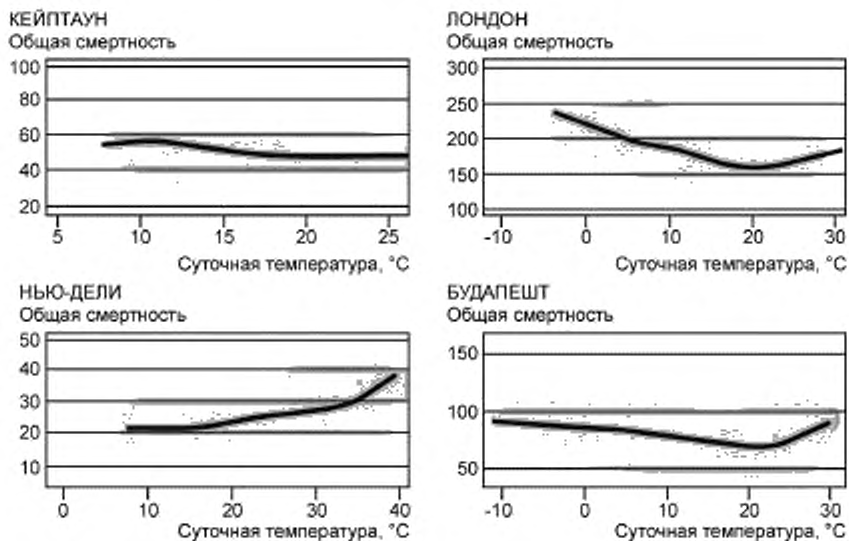 КЕЙПТАУН
Общая смертность
100
80
60
40
20
5 10 15 20 25
Суточная температура, °C
ЛОНДОН
Общая смертность
300
250
200
150
100
-10 0 10 20 30
Суточная температура, °C
НЬЮ-ДЕЛИ
Общая смертность
50
40
30
20
10
0 10 20 30 40
Суточная температура, °C
БУДАПЕШТ
Общая смертность
150
100
50
-10 0 10 20 30
Суточная температура, °C